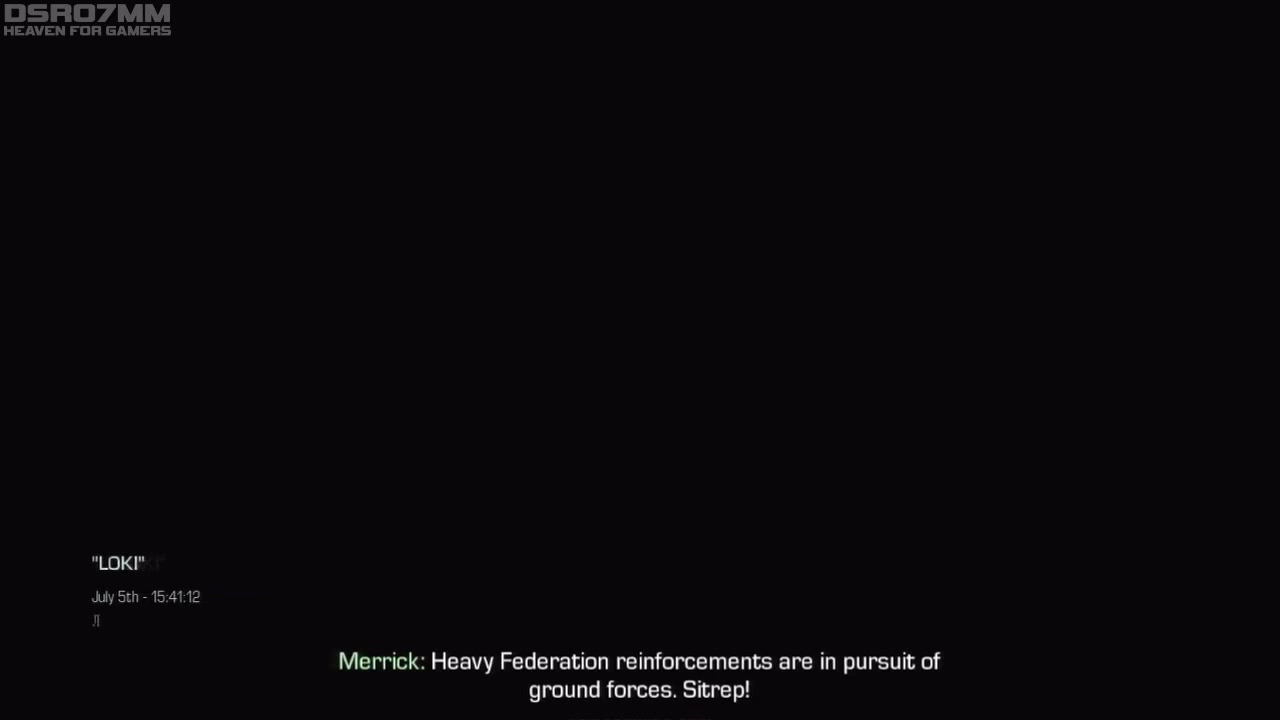 DSRO7MM
HEAVEN FOR GAMERS
"LOKI"
July 5th - 15:41:12
Merrick: Heavy Federation reinforcements are in pursuit of
ground forces. Sitrep!